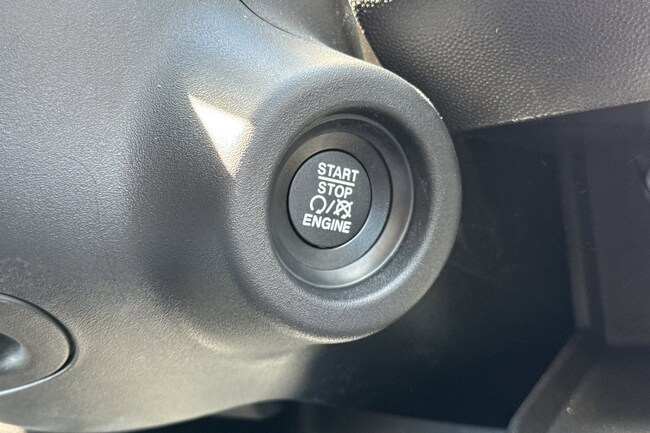 START
STOP
/
ENGINE